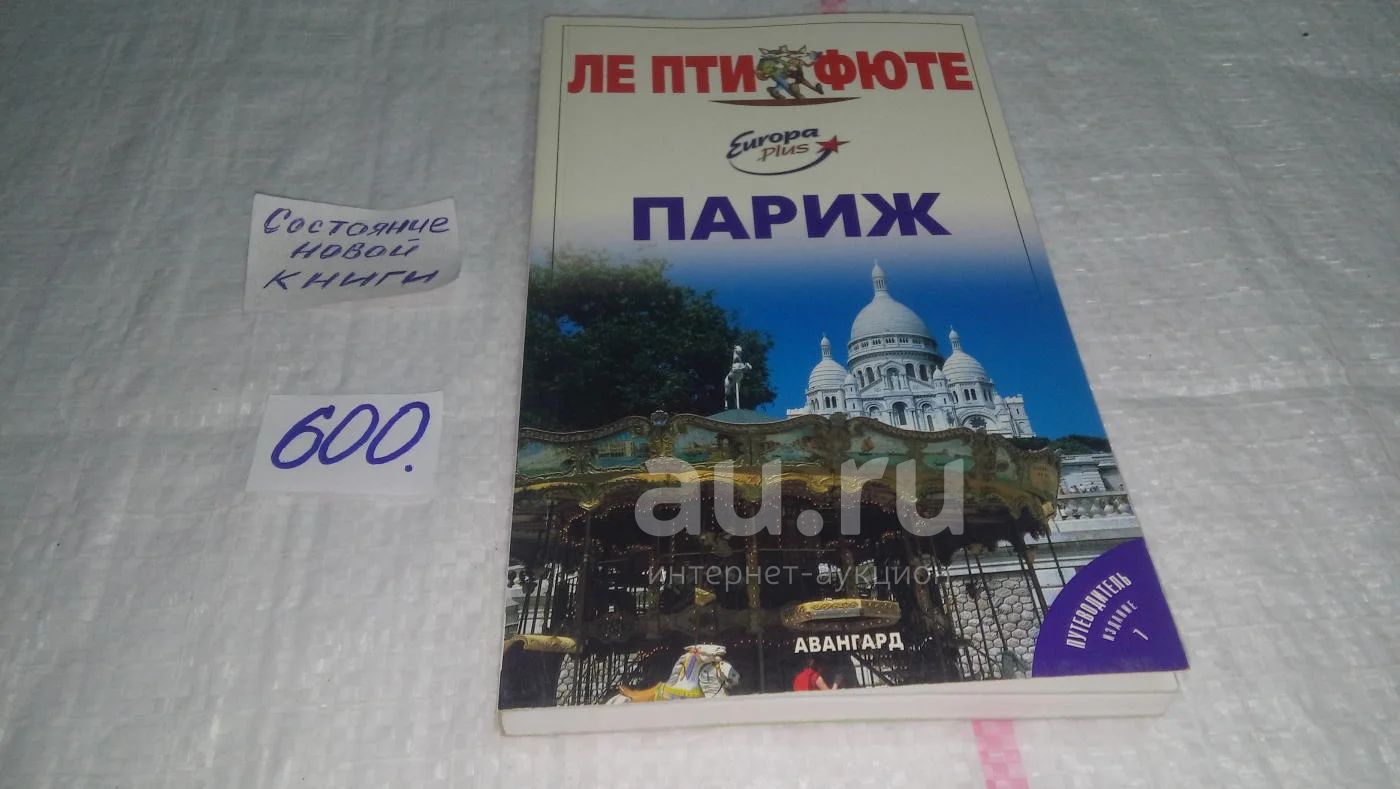 ЛЕ ПТИ ФЮТЕ
Europa
Plus
ПАРИЖ
Состояние
новой
книги
600.
au.ru
интернет-аукцион
АВАНГАРД
ПУТЕВОДИТЕЛЬ
ИЗДАНИЕ
7